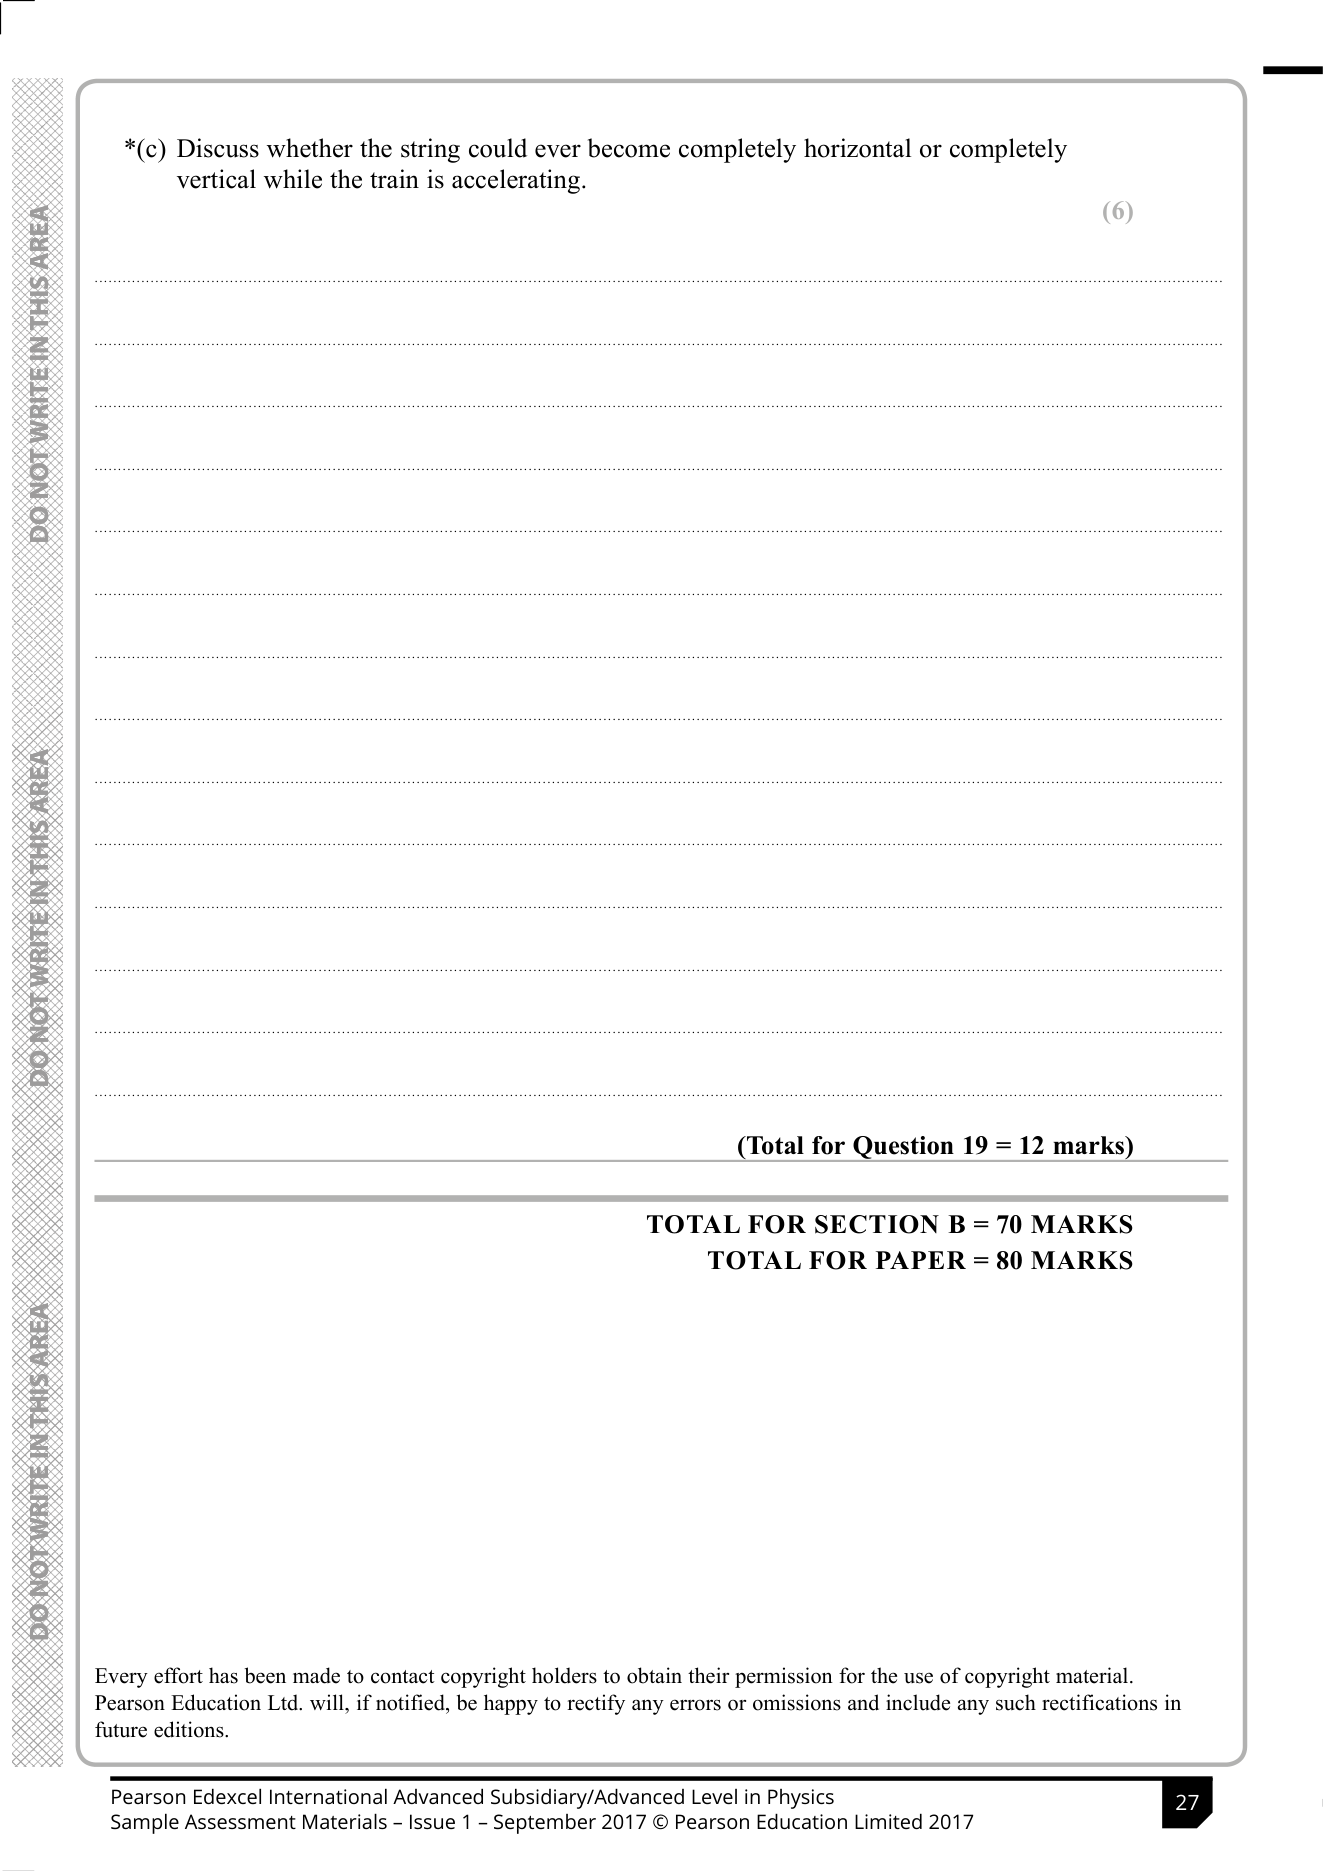 *(c) Discuss whether the string could ever become completely horizontal or completely
vertical while the train is accelerating.
(6)
(Total for Question 19 = 12 marks)
TOTAL FOR SECTION B = 70 MARKS
TOTAL FOR PAPER = 80 MARKS
Every effort has been made to contact copyright holders to obtain their permission for the use of copyright material.
Pearson Education Ltd. will, if notified, be happy to rectify any errors or omissions and include any such rectifications in
future editions.
Pearson Edexcel International Advanced Subsidiary/Advanced Level in Physics
Sample Assessment Materials – Issue 1 – September 2017 © Pearson Education Limited 2017
27
DO NOT WRITE IN THIS AREA
DO NOT WRITE IN THIS AREA
DO NOT WRITE IN THIS AREA